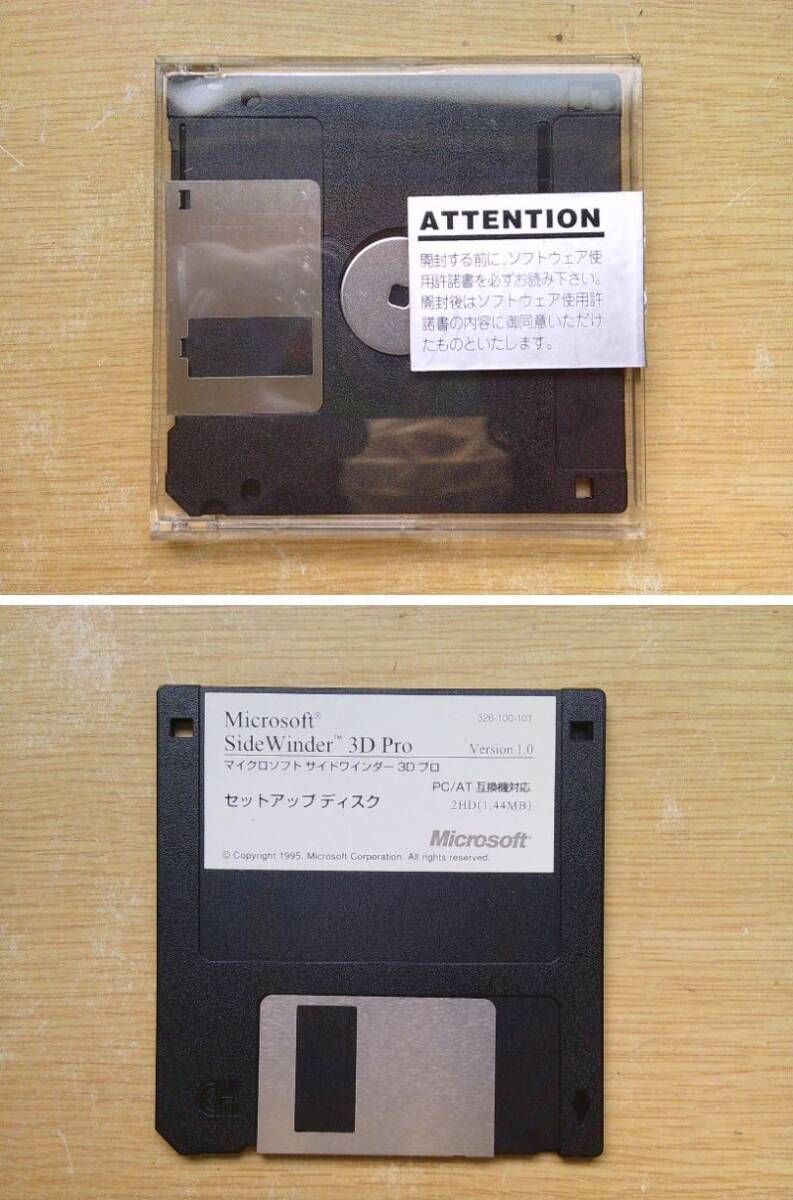 ATTENTION
開封する前に、ソフトウェア使
用許諾書を必ずお読み下さい。
開封後はソフトウェア使用許
諾書の内容に御同意いただけ
たものといたします。
Microsoft® 326-100-101
SideWinder™ 3D Pro Version 1.0
マイクロソフト サイドワインダー 3D プロ
PC/AT 互換機対応
セットアップ ディスク 2HD(1.44MB)
Microsoft®
© Copyright 1995. Microsoft Corporation. All rights reserved.
HD